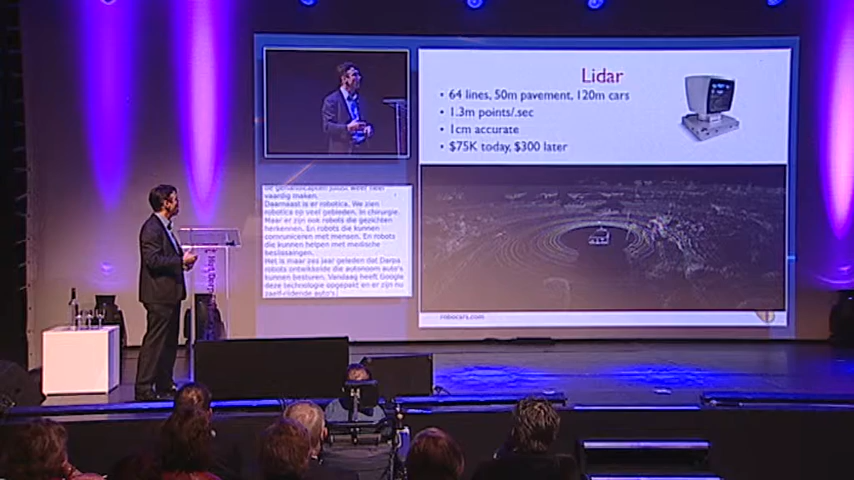 Lidar
• 64 lines, 50m pavement, 120m cars
• 1.3m points/.sec
• 1cm accurate
• $75K today, $300 later
vaardig maken.
Daarnaast is er robotica. We zien
robotica op veel gebieden. In chirurgie.
Maar er zijn ook robots die gezichten
herkennen. En robots die kunnen
communiceren met mensen. En robots
die kunnen helpen met medische
beslissingen.
Het is maar zes jaar geleden dat Darpa
robots ontwikkelde die autonoom auto's
kunnen besturen. Vandaag heeft Google
deze technologie opgepakt en er zijn nu
zelf-rijdende auto's.
robocars.com